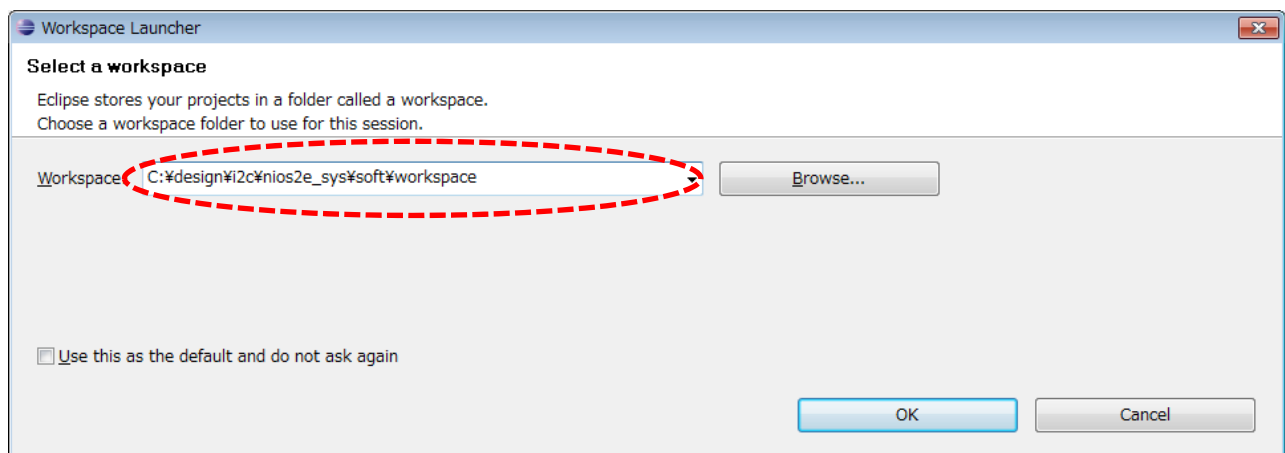 Workspace Launcher
Select a workspace
Eclipse stores your projects in a folder called a workspace.
Choose a workspace folder to use for this session.
Workspace C:¥design¥i2c¥nios2e_sys¥soft¥workspace Browse...
Use this as the default and do not ask again
OK Cancel